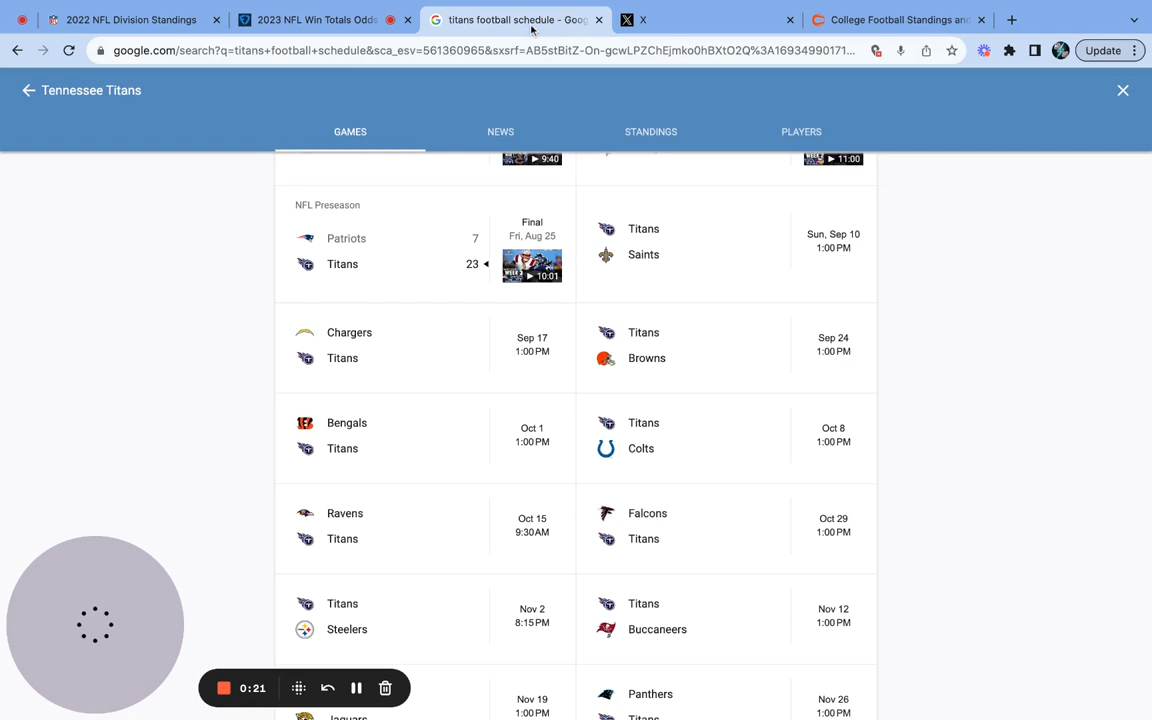 2022 NFL Division Standings
2023 NFL Win Totals Odds
titans football schedule - Goog
X
College Football Standings and
google.com/search?q=titans+football+schedule&sca_esv=561360965&sxsrf=AB5stBitZ-On-gcwLPZChEjmko0hBXtO2Q%3A16934990171...
Update
Tennessee Titans
GAMES
NEWS
STANDINGS
PLAYERS
9:40
11:00
NFL Preseason
Patriots 7
Titans 23
Final
Fri, Aug 25
10:01
Titans
Saints
Sun, Sep 10
1:00 PM
Chargers
Titans
Sep 17
1:00 PM
Titans
Browns
Sep 24
1:00 PM
Bengals
Titans
Oct 1
1:00 PM
Titans
Colts
Oct 8
1:00 PM
Ravens
Titans
Oct 15
9:30 AM
Falcons
Titans
Oct 29
1:00 PM
Titans
Steelers
Nov 2
8:15 PM
Titans
Buccaneers
Nov 12
1:00 PM
Jaguars
Nov 19
1:00 PM
Panthers
Titans
Nov 26
1:00 PM
0:21